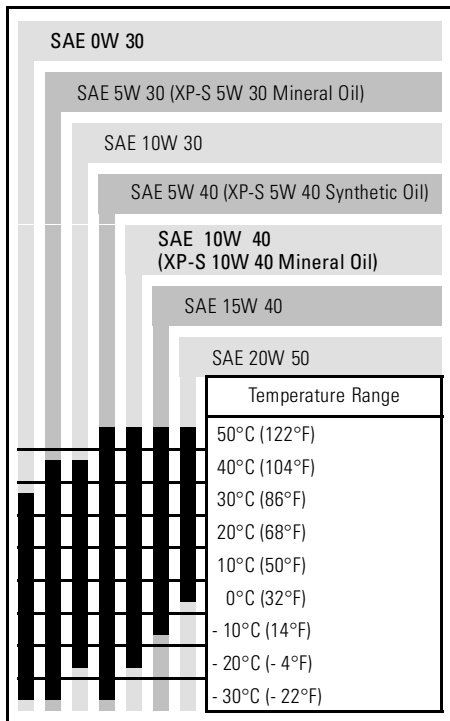 SAE 0W 30
SAE 5W 30 (XP-S 5W 30 Mineral Oil)
SAE 10W 30
SAE 5W 40 (XP-S 5W 40 Synthetic Oil)
SAE 10W 40
(XP-S 10W 40 Mineral Oil)
SAE 15W 40
SAE 20W 50
Temperature Range
50°C (122°F)
40°C (104°F)
30°C (86°F)
20°C (68°F)
10°C (50°F)
0°C (32°F)
- 10°C (14°F)
- 20°C (- 4°F)
- 30°C (- 22°F)